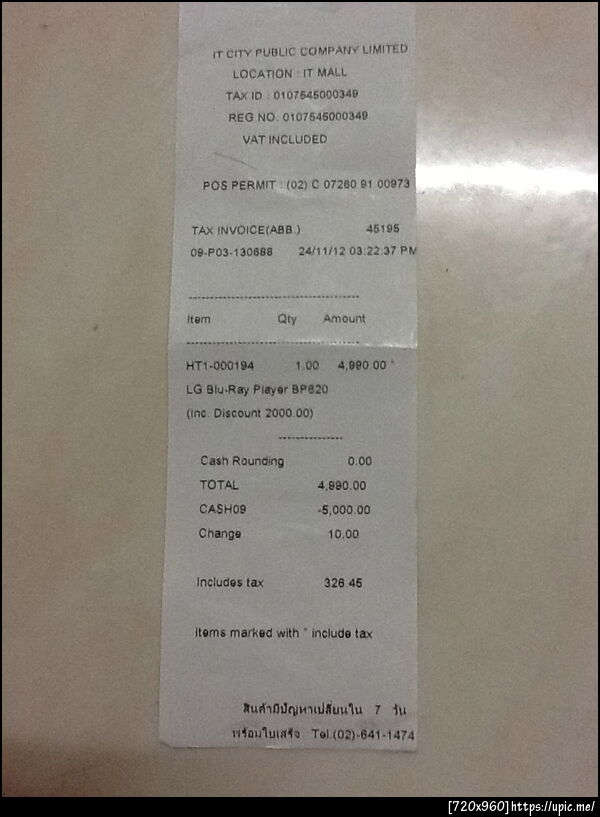 IT CITY PUBLIC COMPANY LIMITED
LOCATION : IT MALL
TAX ID : 0107545000349
REG NO. 0107545000349
VAT INCLUDED
POS PERMIT : (02) C 07260 91 00973
TAX INVOICE(ABB.) 45195
09-P03-130688 24/11/12 03:22:37 PM
Item Qty Amount
HT1-000194 1.00 4,990.00 *
LG Blu-Ray Player BP620
(Inc. Discount 2000.00)
Cash Rounding 0.00
TOTAL 4,990.00
CASH09 -5,000.00
Change 10.00
Includes tax 326.45
items marked with * include tax
สินค้ามีปัญหาเปลี่ยนใน 7 วัน
พร้อมใบเสร็จ Tel.(02)-641-1474
[720x960]https://upic.me/